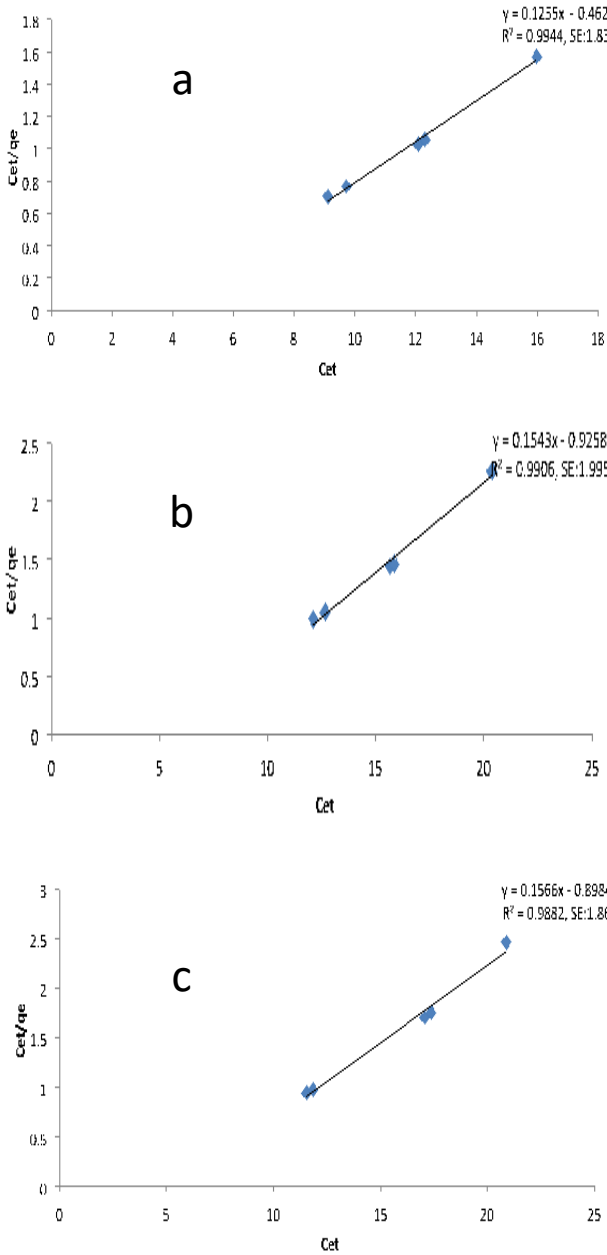 a
y = 0.1255x - 0.462
R² = 0.9944, SE:1.83
Cet/qe
1.8
1.6
1.4
1.2
1
0.8
0.6
0.4
0.2
0
0 2 4 6 8 10 12 14 16 18
Cet
b
y = 0.1543x - 0.9258
R² = 0.9906, SE:1.995
Cet/qe
2.5
2
1.5
1
0.5
0
0 5 10 15 20 25
Cet
c
y = 0.1566x - 0.8984
R² = 0.9882, SE:1.86
Cet/qe
3
2.5
2
1.5
1
0.5
0
0 5 10 15 20 25
Cet